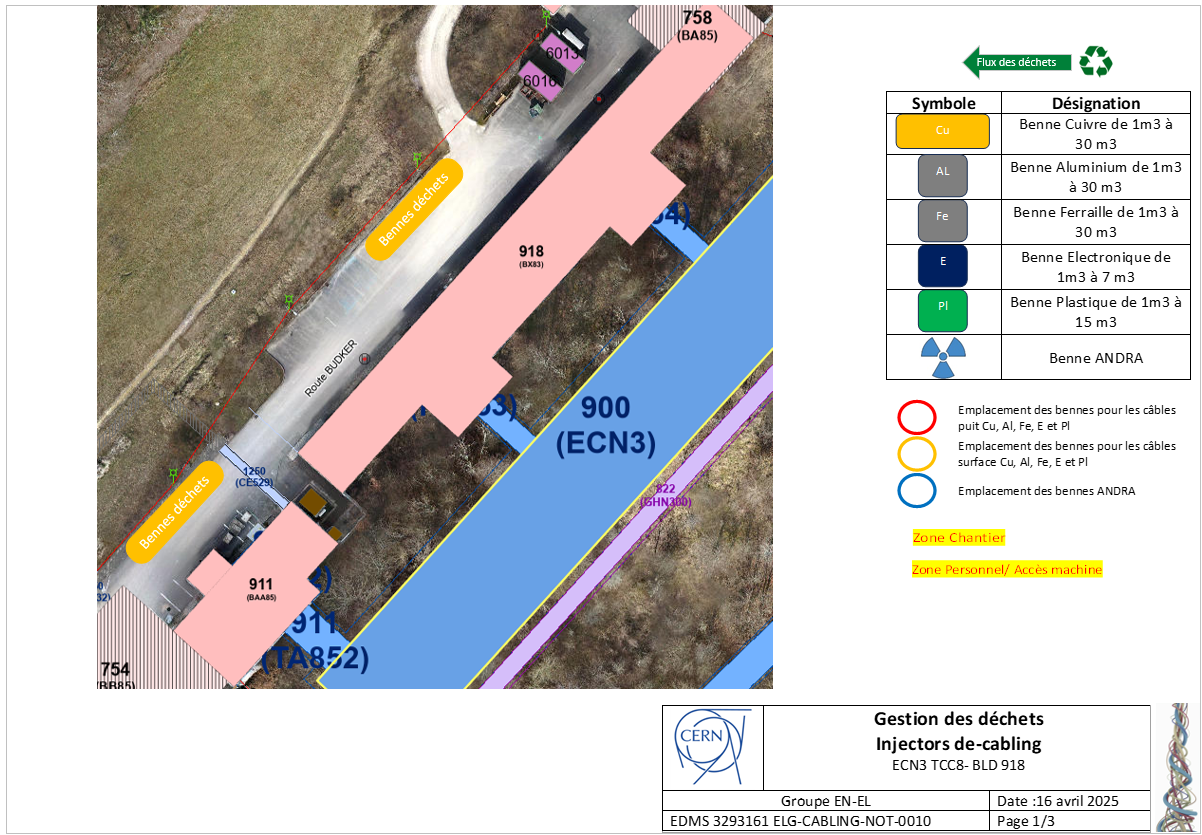 758
(BA85)
6013
6016
Bennes déchets
918
(BX83)
Route BUDKER
H
900
(ECN3)
822
(GHN300)
1250
(CE529)
Bennes déchets
911
(BAA85)
911
(TA852)
754
Flux des déchets
Symbole Désignation
Cu Benne Cuivre de 1m3 à
30 m3
AL Benne Aluminium de 1m3
à 30 m3
Fe Benne Ferraille de 1m3 à
30 m3
E Benne Electronique de
1m3 à 7 m3
Pl Benne Plastique de 1m3 à
15 m3
Benne ANDRA
Emplacement des bennes pour les câbles
puit Cu, Al, Fe, E et Pl
Emplacement des bennes pour les câbles
surface Cu, Al, Fe, E et Pl
Emplacement des bennes ANDRA
Zone Chantier
Zone Personnel/ Accès machine
CERN
Gestion des déchets
Injectors de-cabling
ECN3 TCC8- BLD 918
Groupe EN-EL Date :16 avril 2025
EDMS 3293161 ELG-CABLING-NOT-0010 Page 1/3